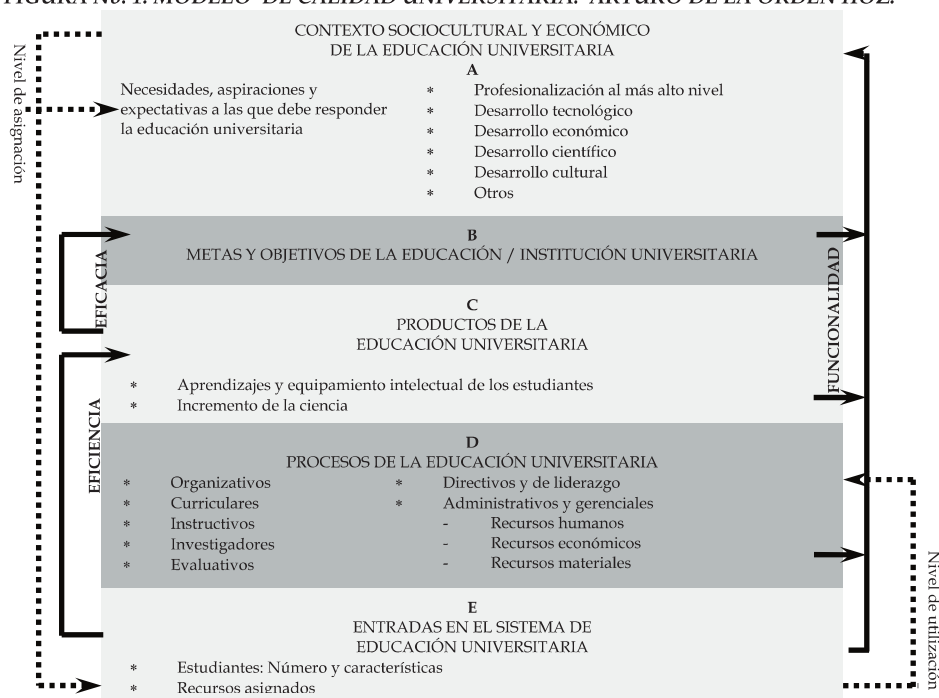 FIGURA No. 1. MODELO DE CALIDAD UNIVERSITARIA. ARTURO DE LA ORDEN HOZ.
CONTEXTO SOCIOCULTURAL Y ECONÓMICO
DE LA EDUCACIÓN UNIVERSITARIA
A
Necesidades, aspiraciones y
expectativas a las que debe responder
la educación universitaria
* Profesionalización al más alto nivel
* Desarrollo tecnológico
* Desarrollo económico
* Desarrollo científico
* Desarrollo cultural
* Otros
Nivel de asignación
B
METAS Y OBJETIVOS DE LA EDUCACIÓN / INSTITUCIÓN UNIVERSITARIA
EFICACIA
FUNCIONALIDAD
C
PRODUCTOS DE LA
EDUCACIÓN UNIVERSITARIA
* Aprendizajes y equipamiento intelectual de los estudiantes
* Incremento de la ciencia
EFICIENCIA
D
PROCESOS DE LA EDUCACIÓN UNIVERSITARIA
* Organizativos
* Curriculares
* Instructivos
* Investigadores
* Evaluativos
* Directivos y de liderazgo
* Administrativos y gerenciales
- Recursos humanos
- Recursos económicos
- Recursos materiales
Nivel de utilización
E
ENTRADAS EN EL SISTEMA DE
EDUCACIÓN UNIVERSITARIA
* Estudiantes: Número y características
* Recursos asignados